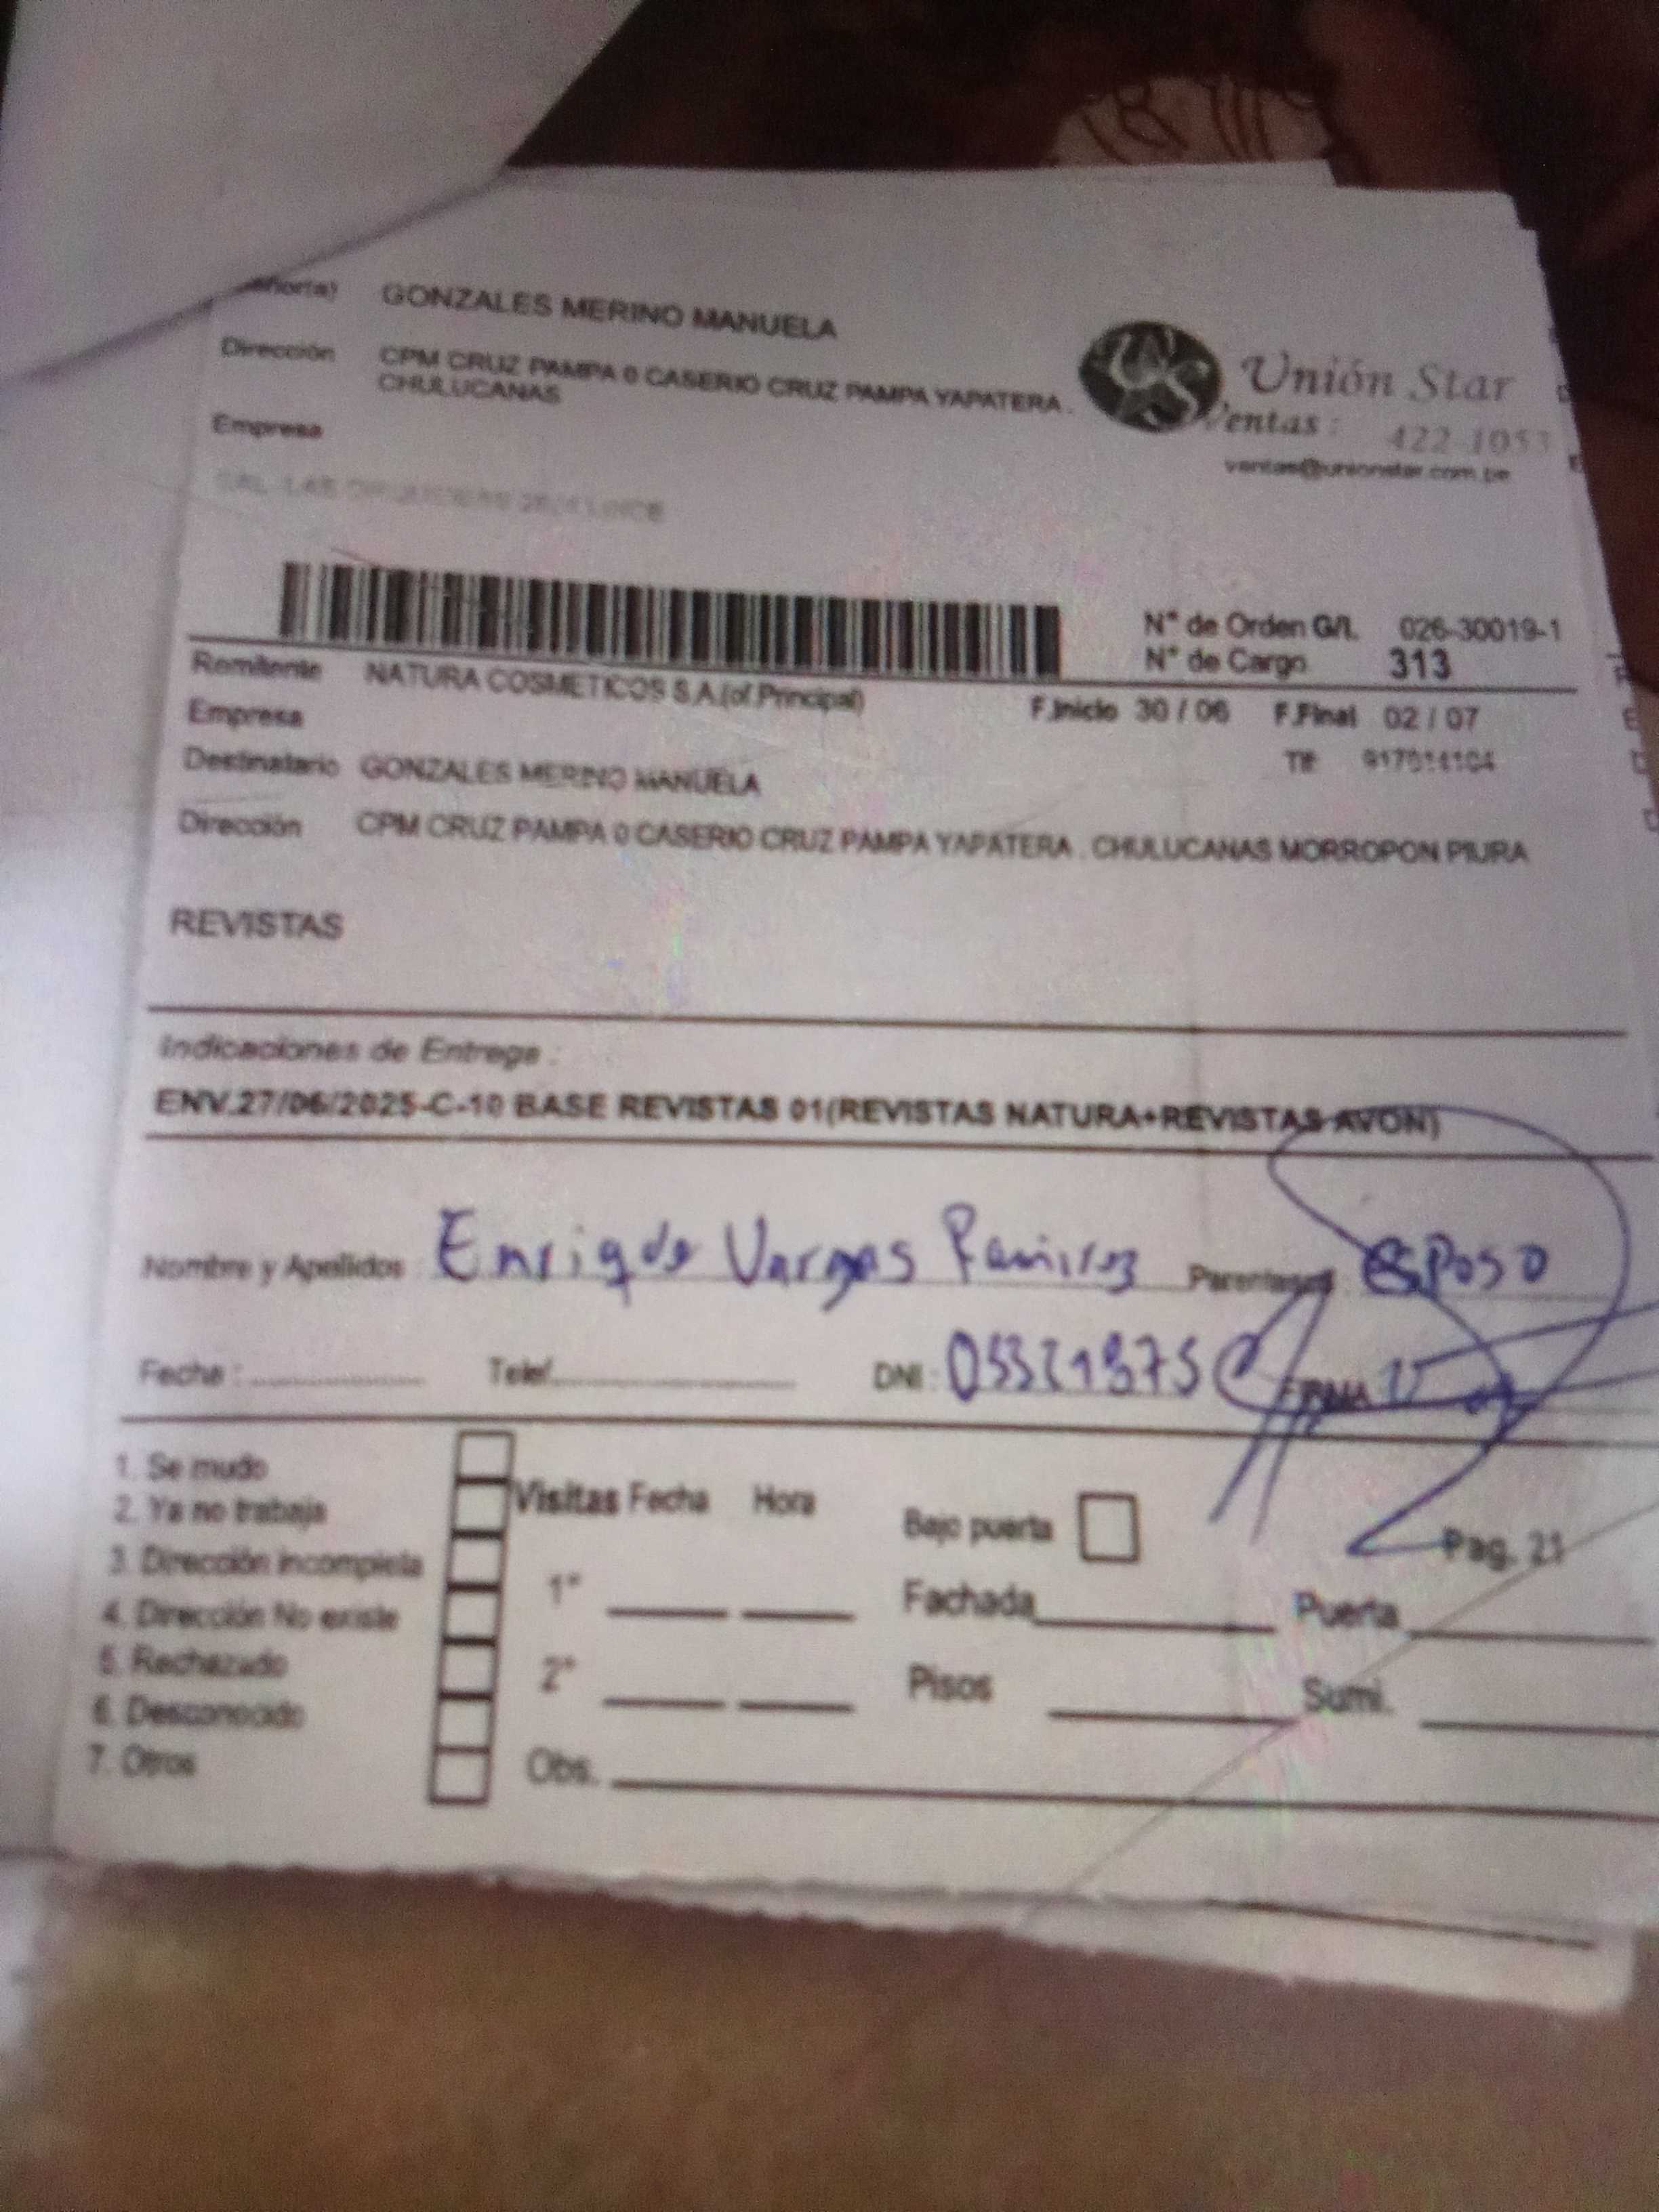 GONZALES MERINO MANUELA
Dirección CPM CRUZ PAMPA 0 CASERIO CRUZ PAMPA YAPATERA .
CHULUCANAS
Empresa
Unión Star
Ventas : 422 1053
ventas@unionstar.com.pe
N° de Orden G/L 026-30019-1
N° de Cargo 313
Remitente NATURA COSMETICOS S.A.(of.Principal)
Empresa
F.Inicio 30 / 06 F.Final 02 / 07
Destinatario GONZALES MERINO MANUELA
Tlf:
Dirección CPM CRUZ PAMPA 0 CASERIO CRUZ PAMPA YAPATERA . CHULUCANAS MORROPON PIURA
REVISTAS
Indicaciones de Entrega :
ENV.27/06/2025-C-10 BASE REVISTAS 01(REVISTAS NATURA+REVISTAS AVON)
Nombre y Apellidos : Enrique Vargas Ramirez Parentesco : esposo
Fecha : Telef. DNI : FIRMA
1. Se mudo
2. Ya no trabaja
3. Dirección incompleta
4. Dirección No existe
5. Rechazado
6. Desconocido
7. Otros
Visitas Fecha Hora
1°
2°
Obs.
Bajo puerta
Pag. 21
Fachada Puerta
Pisos Sumi.